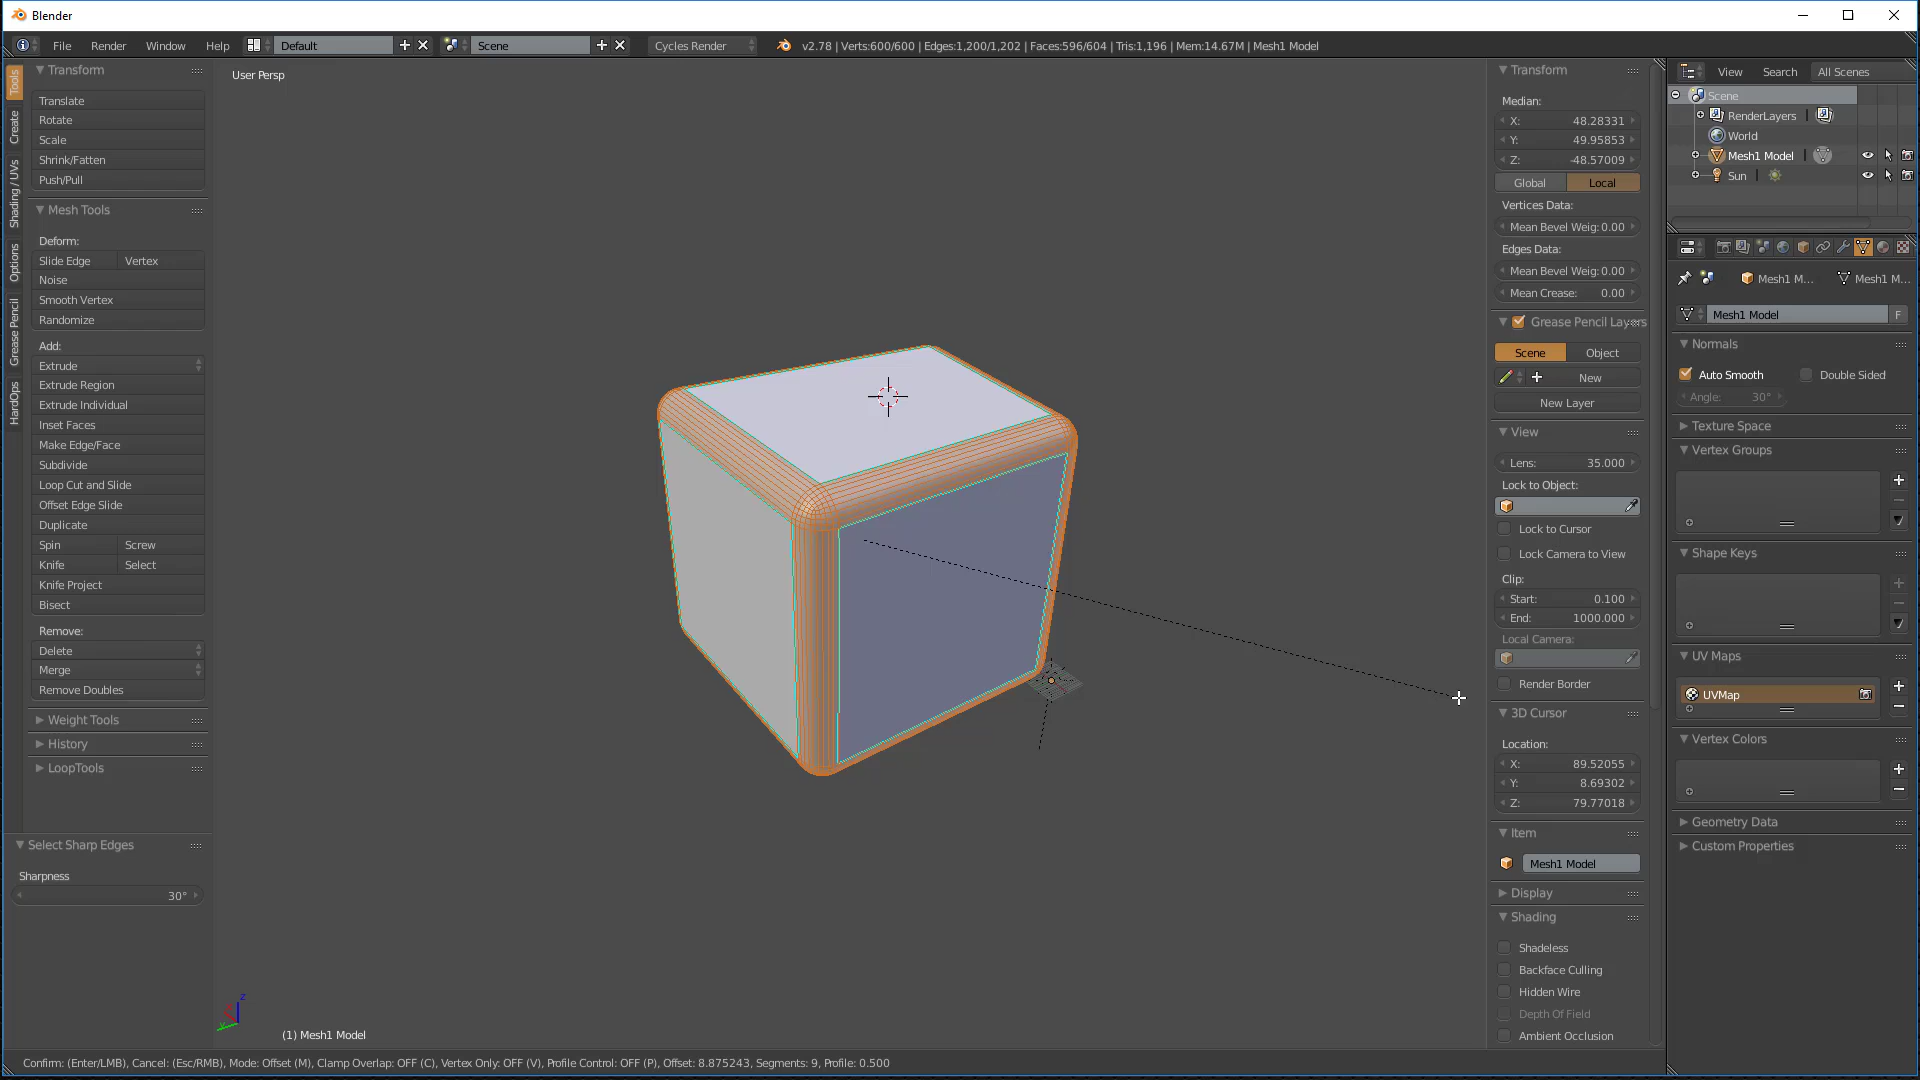 Blender
File Render Window Help Default Scene Cycles Render v2.78 | Verts:600/600 | Edges:1,200/1,202 | Faces:596/604 | Tris:1,196 | Mem:14.67M | Mesh1 Model
Tools
Create
Shading / UVs
Options
Grease Pencil
HardOps
Transform
Translate
Rotate
Scale
Shrink/Fatten
Push/Pull
Mesh Tools
Deform:
Slide Edge Vertex
Noise
Smooth Vertex
Randomize
Add:
Extrude
Extrude Region
Extrude Individual
Inset Faces
Make Edge/Face
Subdivide
Loop Cut and Slide
Offset Edge Slide
Duplicate
Spin Screw
Knife Select
Knife Project
Bisect
Remove:
Delete
Merge
Remove Doubles
Weight Tools
History
LoopTools
Select Sharp Edges
Sharpness
30°
User Persp
z
(1) Mesh1 Model
Transform
Median:
X: 48.28331
Y: 49.95853
Z: -48.57009
Global Local
Vertices Data:
Mean Bevel Weig: 0.00
Edges Data:
Mean Bevel Weig: 0.00
Mean Crease: 0.00
Grease Pencil Layers
Scene Object
New
New Layer
View
Lens: 35.000
Lock to Object:
Lock to Cursor
Lock Camera to View
Clip:
Start: 0.100
End: 1000.000
Local Camera:
Render Border
3D Cursor
Location:
X: 89.52055
Y: 8.69302
Z: 79.77018
Item
Mesh1 Model
Display
Shading
Shadeless
Backface Culling
Hidden Wire
Depth Of Field
Ambient Occlusion
View Search All Scenes
Scene
RenderLayers |
World
Mesh1 Model |
Sun |
Mesh1 M... Mesh1 M...
Mesh1 Model F
Normals
Auto Smooth Double Sided
Angle: 30°
Texture Space
Vertex Groups
Shape Keys
UV Maps
UVMap
Vertex Colors
Geometry Data
Custom Properties
Confirm: (Enter/LMB), Cancel: (Esc/RMB), Mode: Offset (M), Clamp Overlap: OFF (C), Vertex Only: OFF (V), Profile Control: OFF (P), Offset: 8.875243, Segments: 9, Profile: 0.500